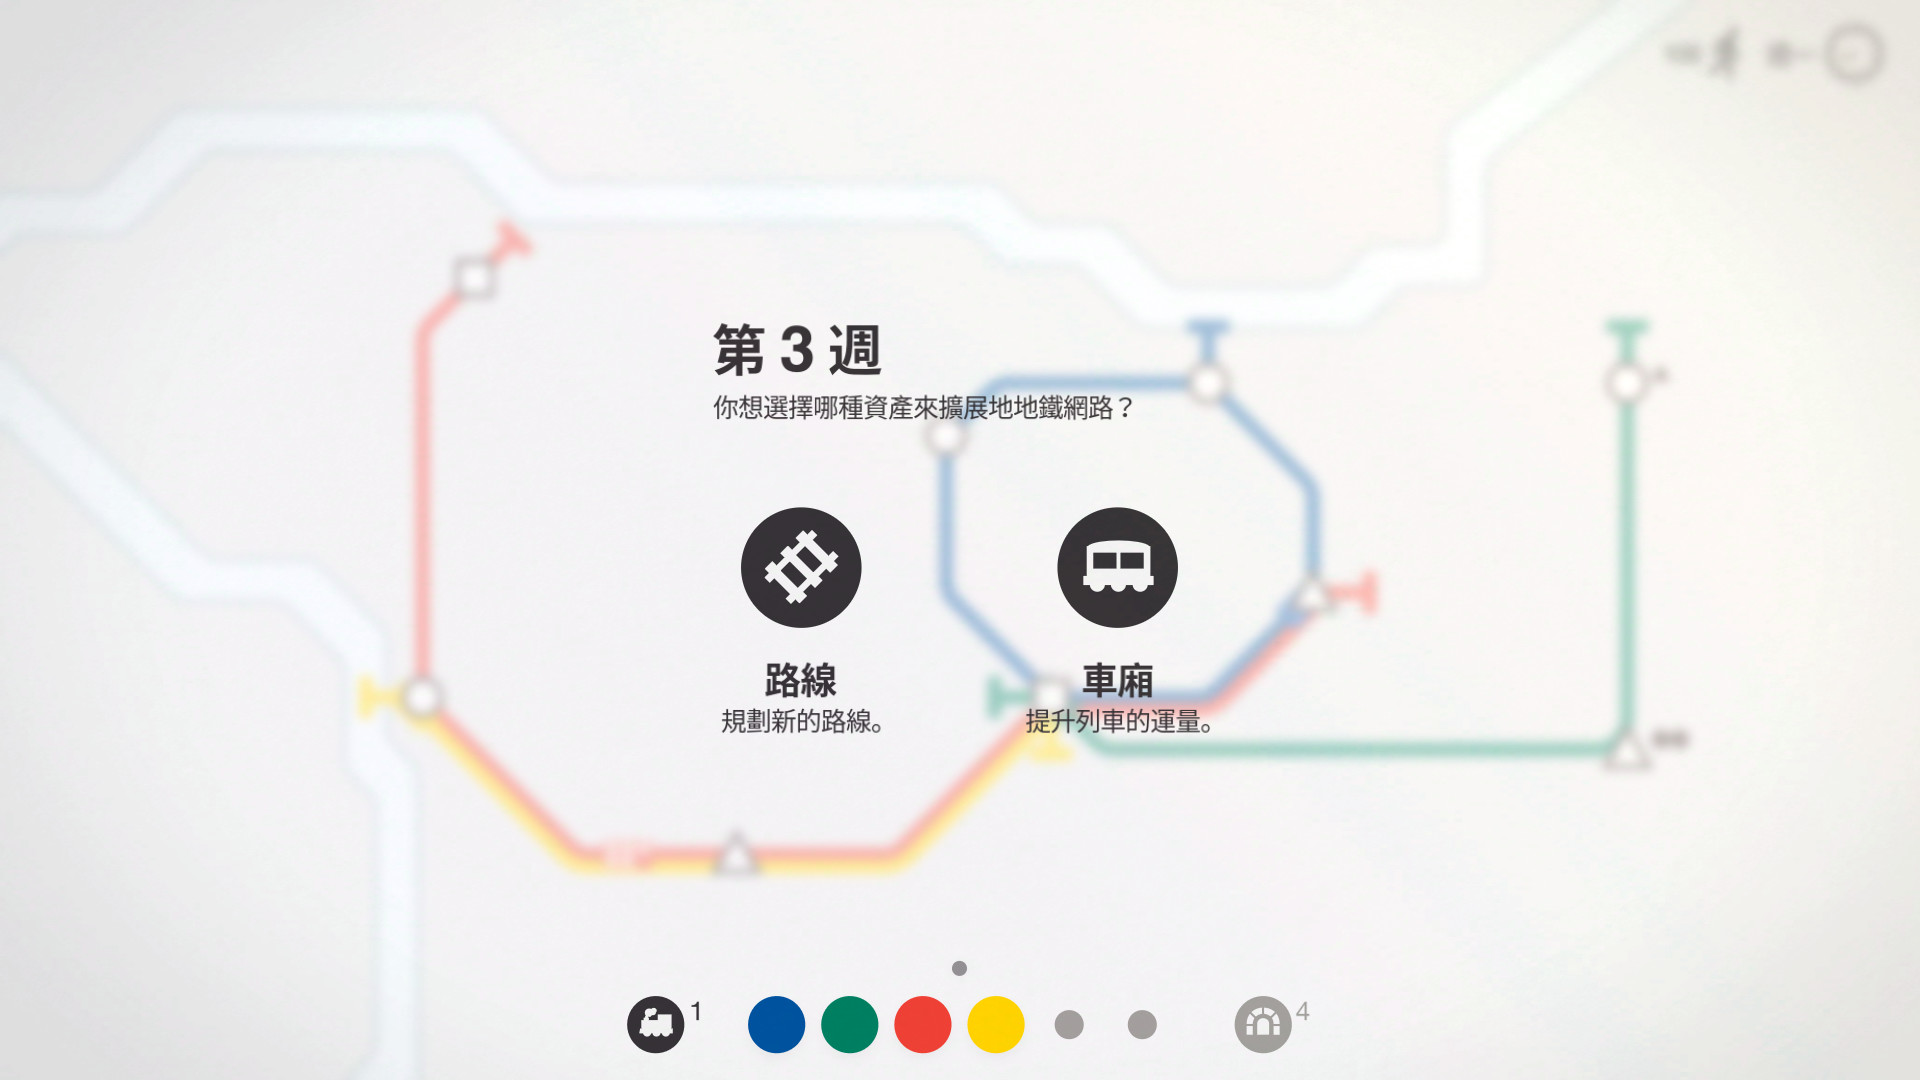 第 3 週
你想選擇哪種資產來擴展地地鐵網路？
路線
規劃新的路線。
車廂
提升列車的運量。
1
4